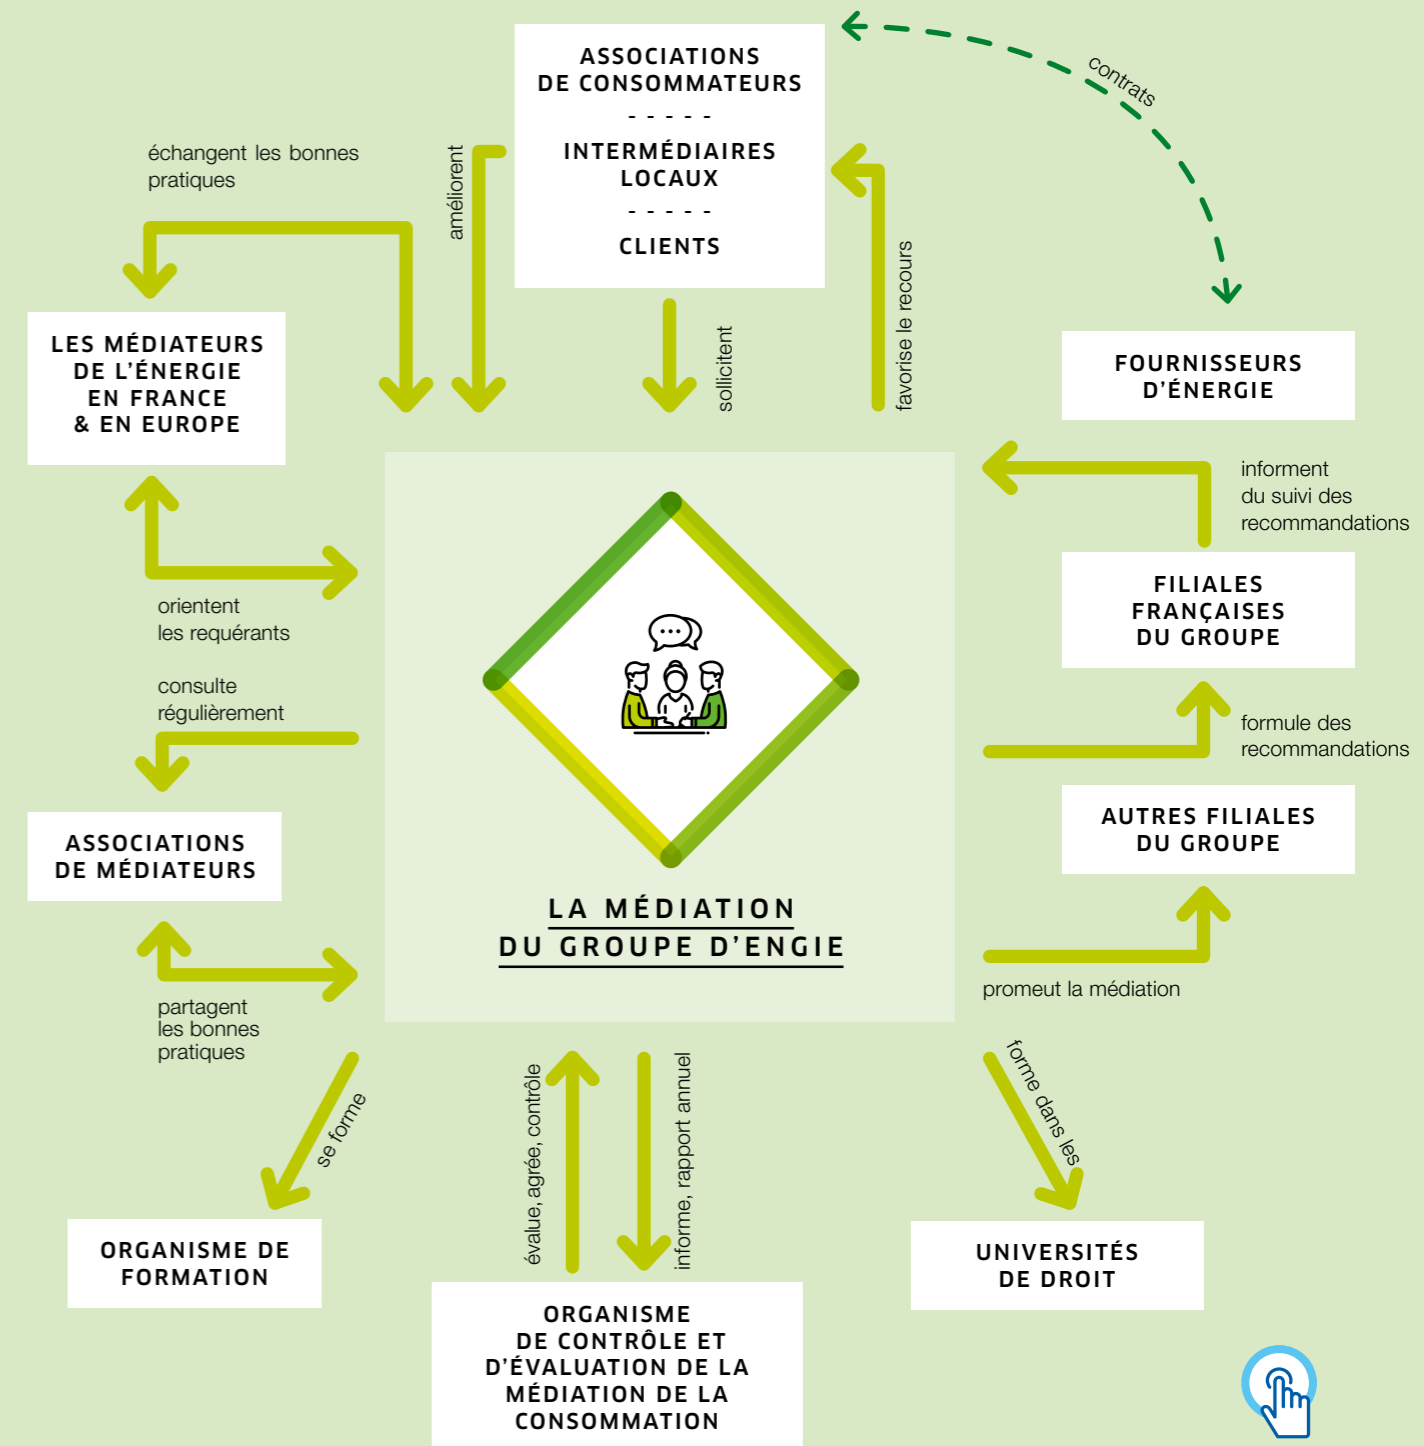 ASSOCIATIONS
DE CONSOMMATEURS
- - - - -
INTERMÉDIAIRES
LOCAUX
- - - - -
CLIENTS
contrats
échangent les bonnes
pratiques
améliorent
sollicitent
favorise le recours
LES MÉDIATEURS
DE L’ÉNERGIE
EN FRANCE
& EN EUROPE
FOURNISSEURS
D’ÉNERGIE
informent
du suivi des
recommandations
orientent
les requérants
FILIALES
FRANÇAISES
DU GROUPE
consulte
régulièrement
formule des
recommandations
ASSOCIATIONS
DE MÉDIATEURS
AUTRES FILIALES
DU GROUPE
LA MÉDIATION
DU GROUPE D’ENGIE
promeut la médiation
partagent
les bonnes
pratiques
se forme
évalue, agrée, contrôle
informe, rapport annuel
forme dans les
ORGANISME DE
FORMATION
UNIVERSITÉS
DE DROIT
ORGANISME
DE CONTRÔLE ET
D’ÉVALUATION DE LA
MÉDIATION DE LA
CONSOMMATION